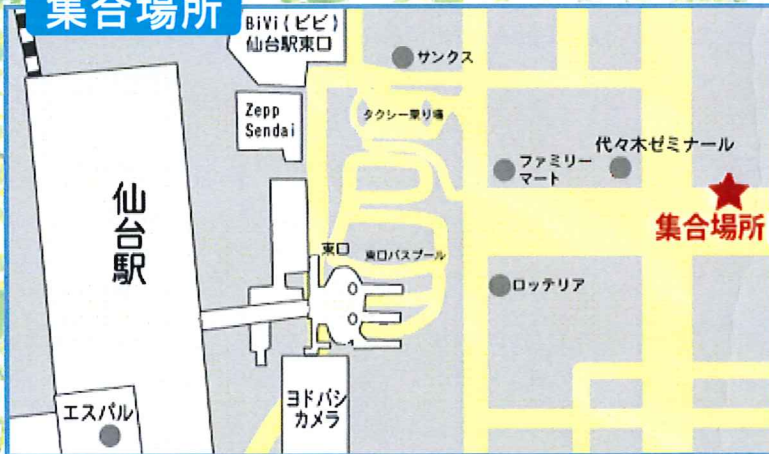 集合場所
BiVi(ビビ)
仙台駅東口
サンクス
Zepp
Sendai
タクシー乗り場
代々木ゼミナール
ファミリー
マート
集合場所
仙台駅
東口
東口バスプール
ロッテリア
ヨドバシ
カメラ
エスパル